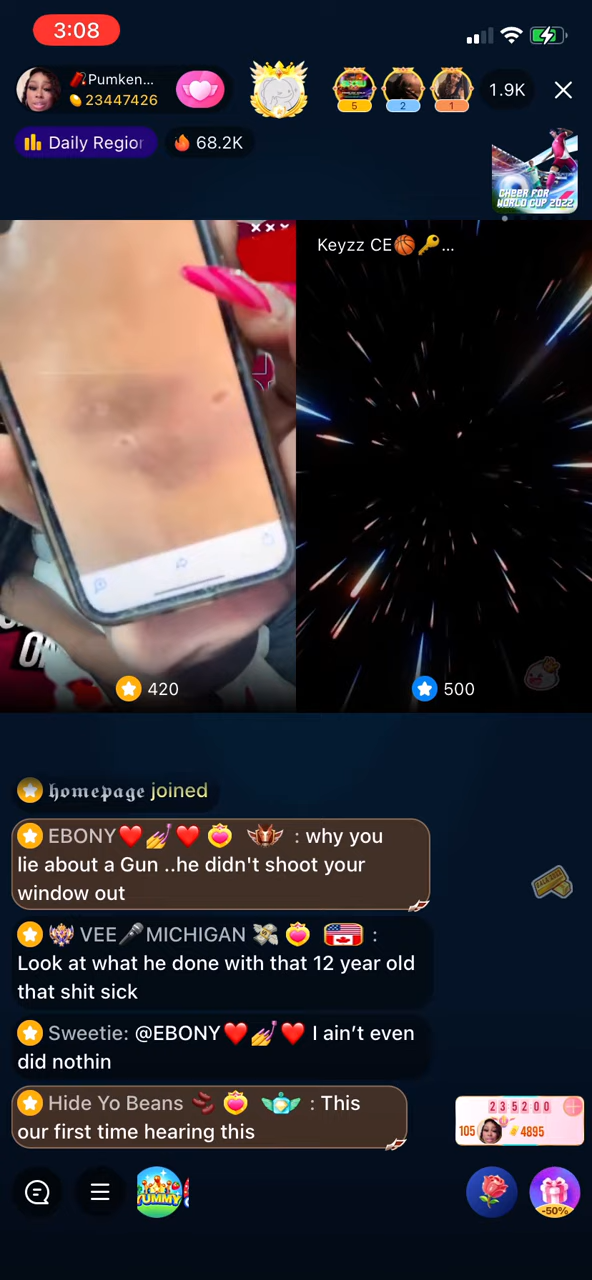 3:08
Pumken...
23447426
5
2
1
1.9K
Daily Region
68.2K
CHEER FOR
WORLD CUP 2022
Keyzz CE🏀🔑...
420
500
𝖍𝖔𝖒𝖊𝖕𝖆𝖌𝖊 joined
EBONY❤️💅❤️ : why you
lie about a Gun ..he didn't shoot your
window out
VEE🎤MICHIGAN 💸 :
Look at what he done with that 12 year old
that shit sick
Sweetie: @EBONY❤️💅❤️ I ain’t even
did nothin
Hide Yo Beans 🫘 : This
our first time hearing this
235200
105
4895
YUMMY
-50%